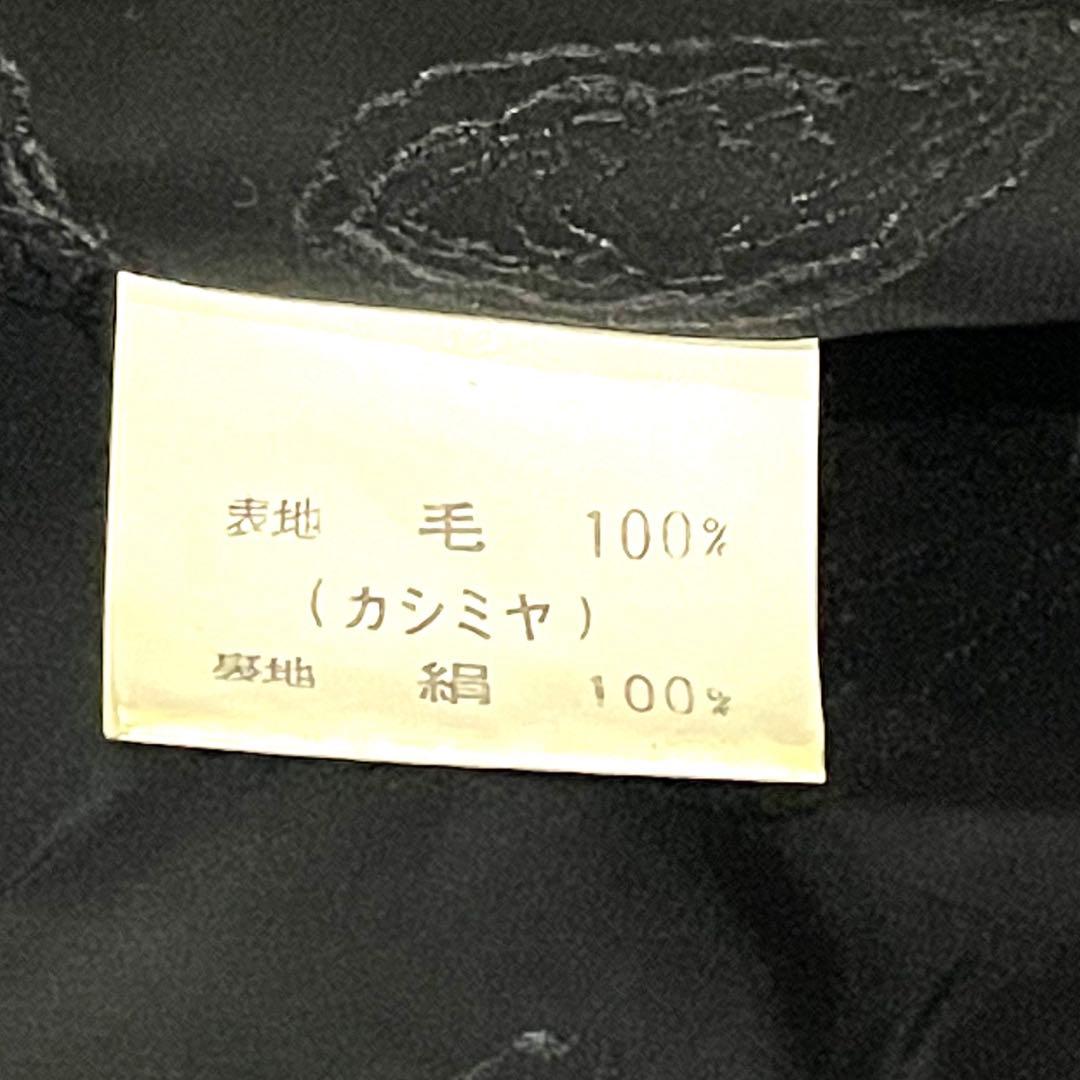 表地 毛 100%
(カシミヤ)
裏地 絹 100%